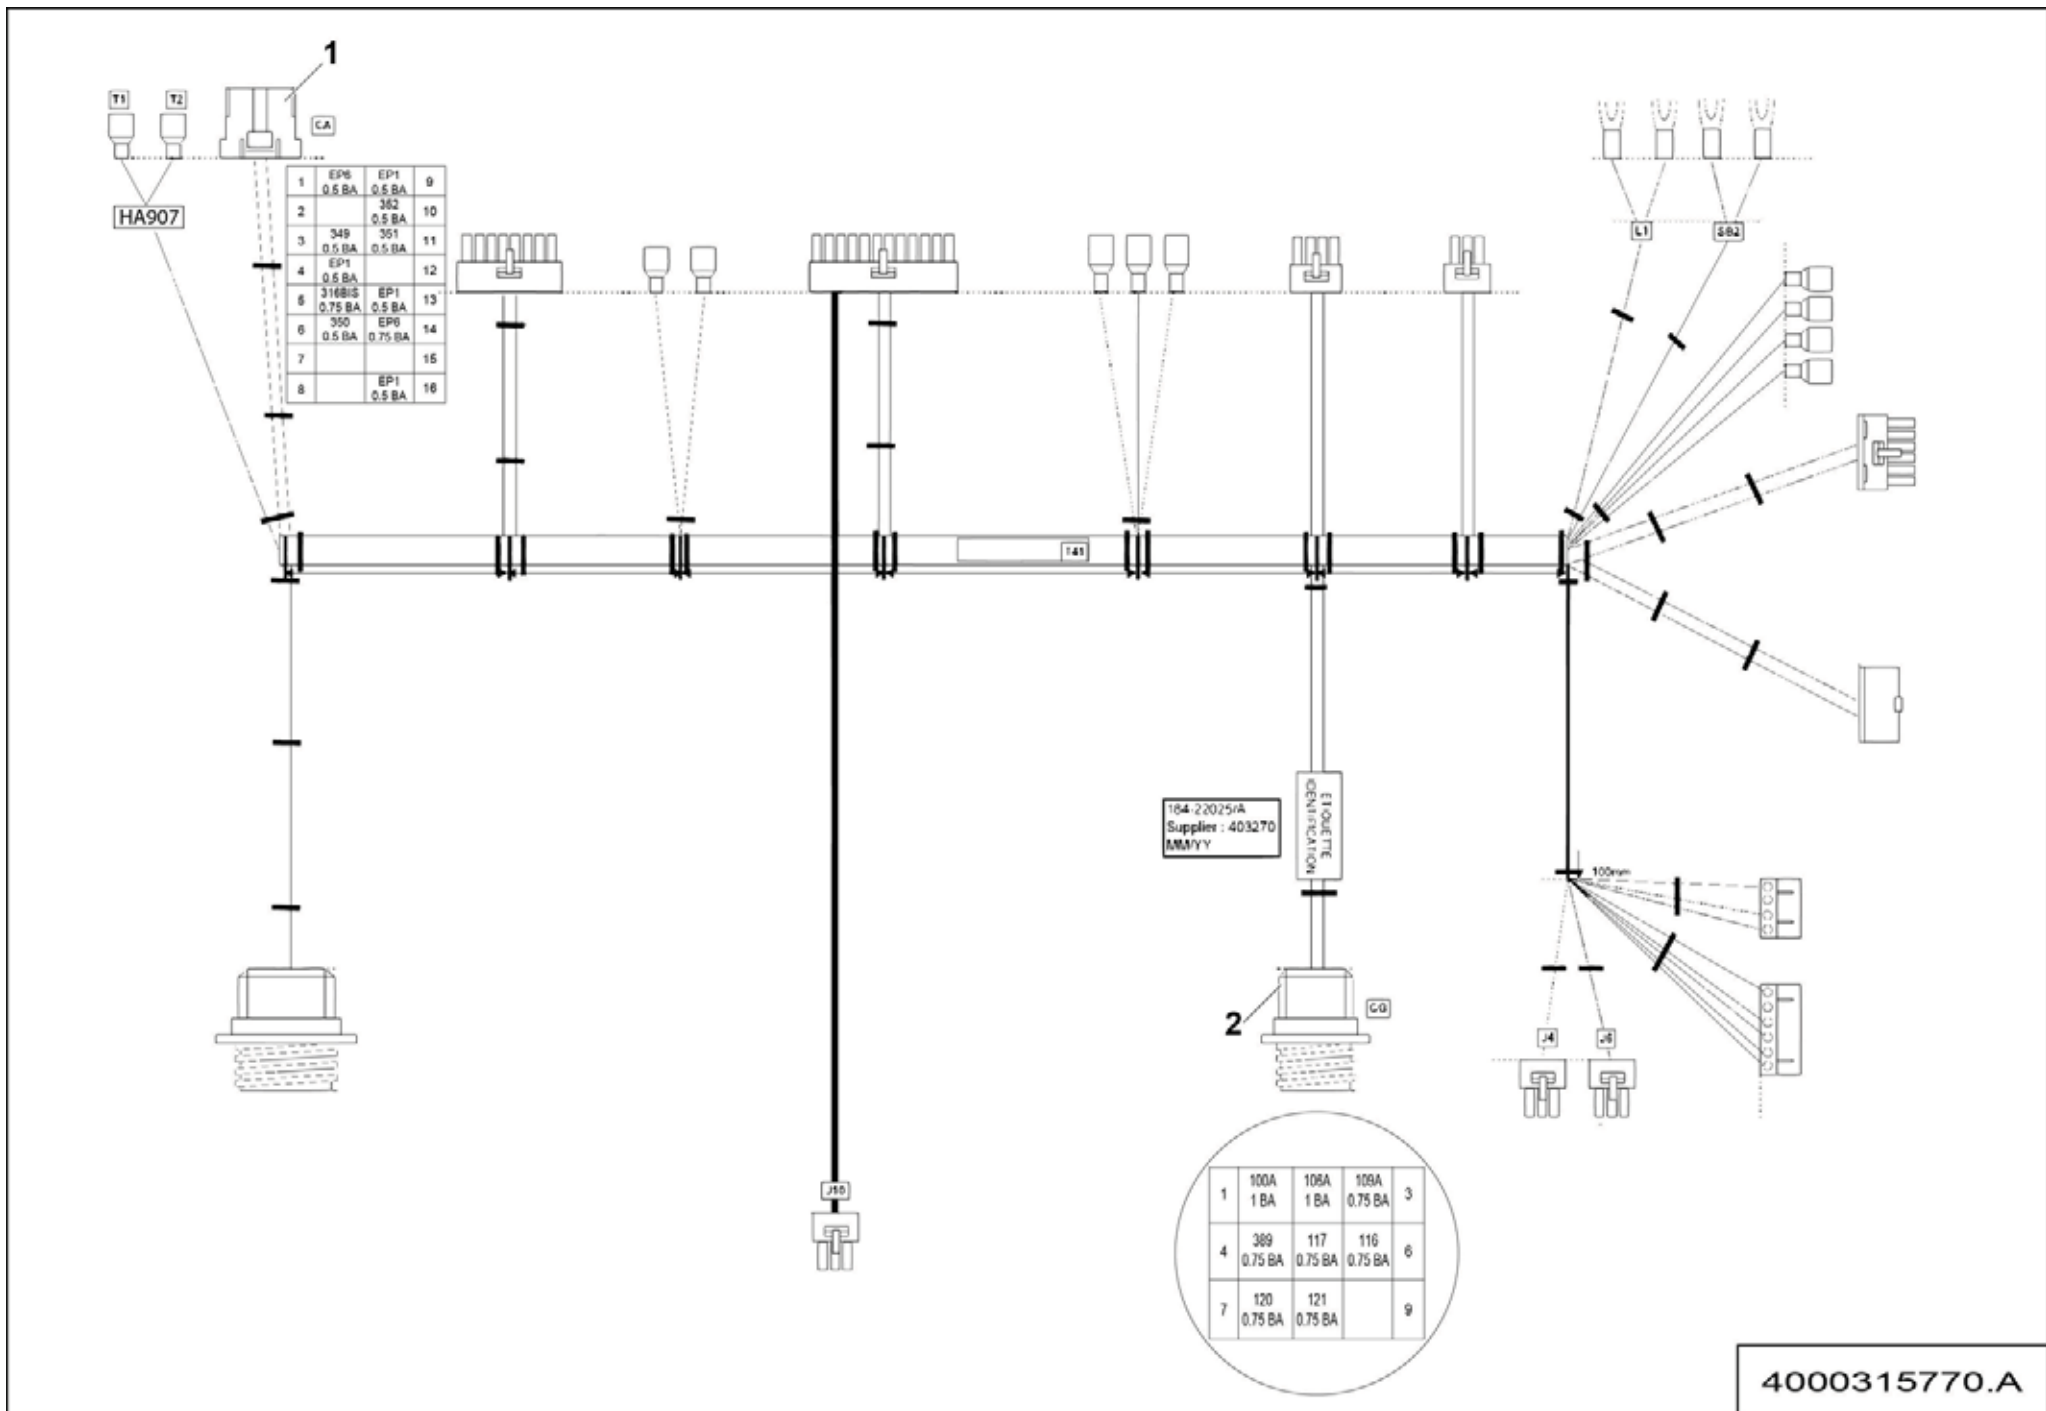 1
T1
T2
CA
HA907
1 EP6 EP1 9
0.5 BA 0.5 BA
2 362 10
0.5 BA
3 349 351 11
0.5 BA 0.5 BA
4 EP1 12
0.5 BA
5 316BIS EP1 13
0.75 BA 0.5 BA
6 350 EP6 14
0.5 BA 0.75 BA
7 15
8 EP1 16
0.5 BA
L1
SB2
141
184-22025/A
Supplier : 403270
MM/YY
ETIQUETTE
IDENTIFICATION
100mm
2
J4
J6
J10
1 100A 106A 109A 3
1 BA 1 BA 0.75 BA
4 389 117 116 6
0.75 BA 0.75 BA 0.75 BA
7 120 121 9
0.75 BA 0.75 BA
4000315770.A